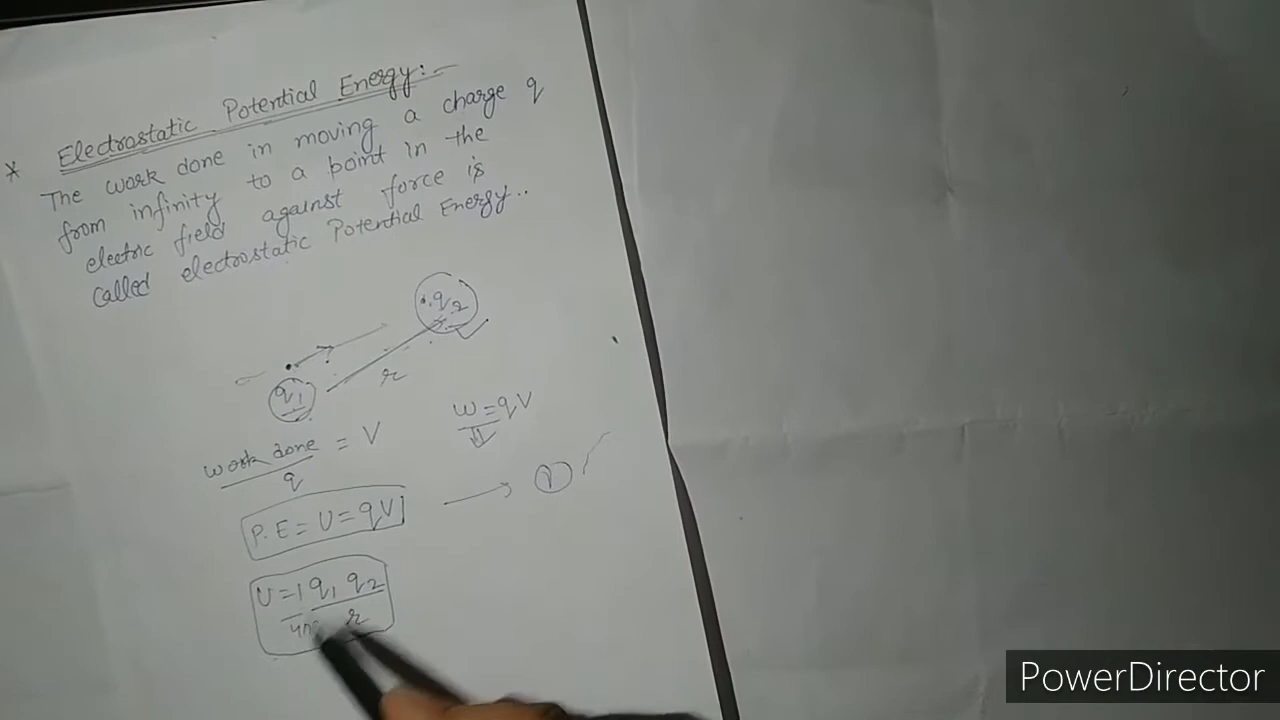 * Electrostatic Potential Energy:-
The work done in moving a charge q
from infinity to a point in the
electric field against force is
called electrostatic Potential Energy..
q2
q1
r
work done / q = V
W = qV
P.E = U = qV
1
U = 1 q1 q2
4π r
PowerDirector